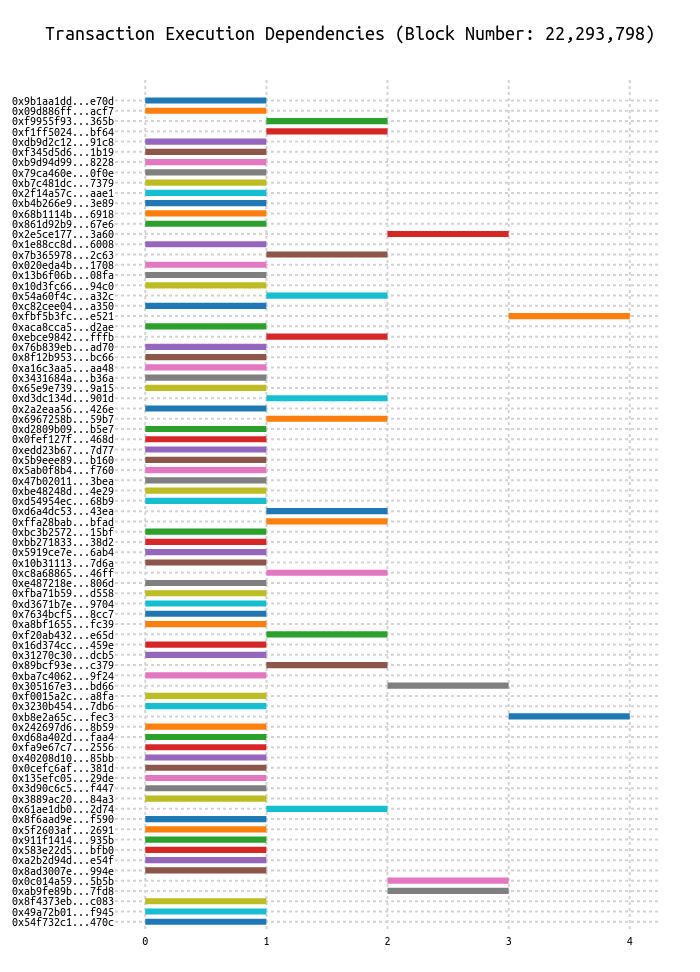 Transaction Execution Dependencies (Block Number: 22,293,798)
0x9b1aa1dd...e70d
0x09d886ff...acf7
0xf9955f93...365b
0xf1ff5024...bf64
0xdb9d2c12...91c8
0xf345d5d6...1b19
0xb9d94d99...8228
0x79ca460e...0f0e
0xb7c481dc...7379
0x2f14a57c...aae1
0xb4b266e9...3e89
0x68b1114b...6918
0x861d92b9...67e6
0x2e5ce177...3a60
0x1e88cc8d...6008
0x7b365978...2c63
0x020eda4b...1708
0x13b6f06b...08fa
0x10d3fc66...94c0
0x54a60f4c...a32c
0xc82cee04...a350
0xfbf5b3fc...e521
0xaca8cca5...d2ae
0xebce9842...fffb
0x76b839eb...ad70
0x8f12b953...bc66
0xa16c3aa5...aa48
0x3431684a...b36a
0x65e9e739...9a15
0xd3dc134d...901d
0x2a2eaa56...426e
0x6967258b...59b7
0xd2809b09...b5e7
0x0fef127f...468d
0xedd23b67...7d77
0x5b9eee89...b160
0x5ab0f8b4...f760
0x47b02011...3bea
0xbe48248d...4e29
0xd54954ec...68b9
0xd6a4dc53...43ea
0xffa28bab...bfad
0xbc3b2572...15bf
0xbb271833...38d2
0x5919ce7e...6ab4
0x10b31113...7d6a
0xc8a68865...46ff
0xe487218e...806d
0xfba71b59...d558
0xd3671b7e...9704
0x7634bcf5...8cc7
0xa8bf1655...fc39
0xf20ab432...e65d
0x16d374cc...459e
0x31270c30...dcb5
0x89bcf93e...c379
0xba7c4062...9f24
0x305167e3...bd66
0xf0015a2c...a8fa
0x3230b454...7db6
0xb8e2a65c...fec3
0x242697d6...8b59
0xd68a402d...faa4
0xfa9e67c7...2556
0x40208d10...85bb
0x0cefc6af...381d
0x135efc05...29de
0x3d90c6c5...f447
0x3889ac20...84a3
0x61ae1db0...2d74
0x8f6aad9e...f590
0x5f2603af...2691
0x911f1414...935b
0x583e22d5...bfb0
0xa2b2d94d...e54f
0x8ad3007e...994e
0x0c014a59...5b5b
0xab9fe89b...7fd8
0x8f4373eb...c083
0x49a72b01...f945
0x54f732c1...470c
0 1 2 3 4